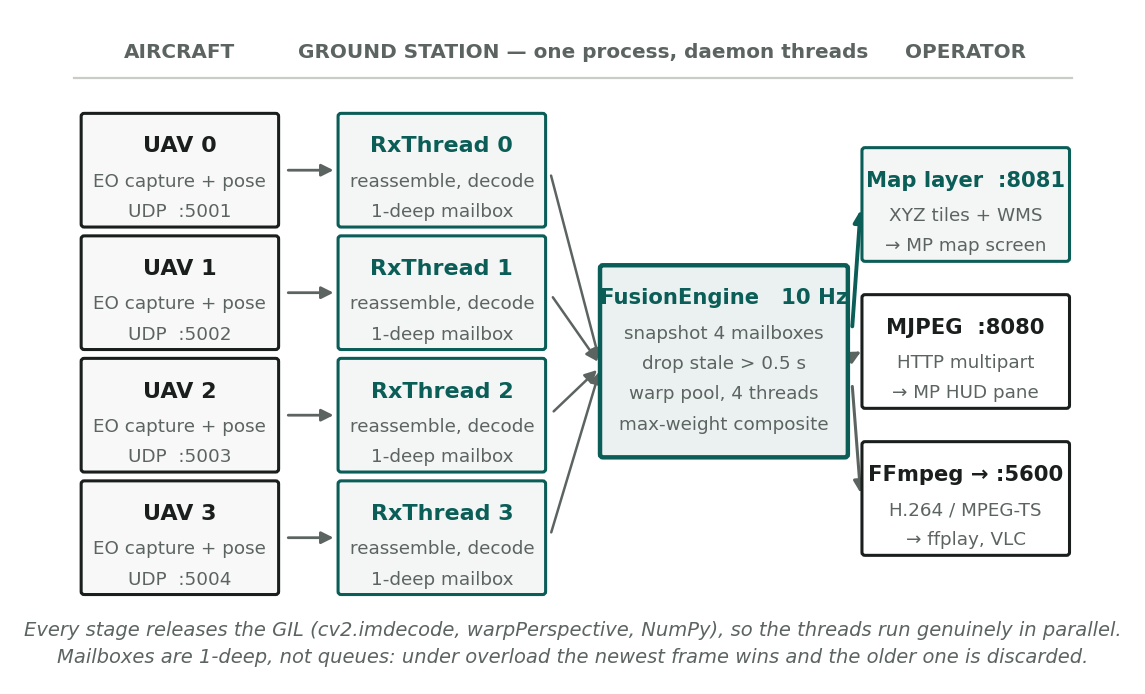 AIRCRAFT
GROUND STATION — one process, daemon threads
OPERATOR
UAV 0
EO capture + pose
UDP :5001
UAV 1
EO capture + pose
UDP :5002
UAV 2
EO capture + pose
UDP :5003
UAV 3
EO capture + pose
UDP :5004
RxThread 0
reassemble, decode
1-deep mailbox
RxThread 1
reassemble, decode
1-deep mailbox
RxThread 2
reassemble, decode
1-deep mailbox
RxThread 3
reassemble, decode
1-deep mailbox
FusionEngine 10 Hz
snapshot 4 mailboxes
drop stale > 0.5 s
warp pool, 4 threads
max-weight composite
Map layer :8081
XYZ tiles + WMS
→ MP map screen
MJPEG :8080
HTTP multipart
→ MP HUD pane
FFmpeg → :5600
H.264 / MPEG-TS
→ ffplay, VLC
Every stage releases the GIL (cv2.imdecode, warpPerspective, NumPy), so the threads run genuinely in parallel.
Mailboxes are 1-deep, not queues: under overload the newest frame wins and the older one is discarded.